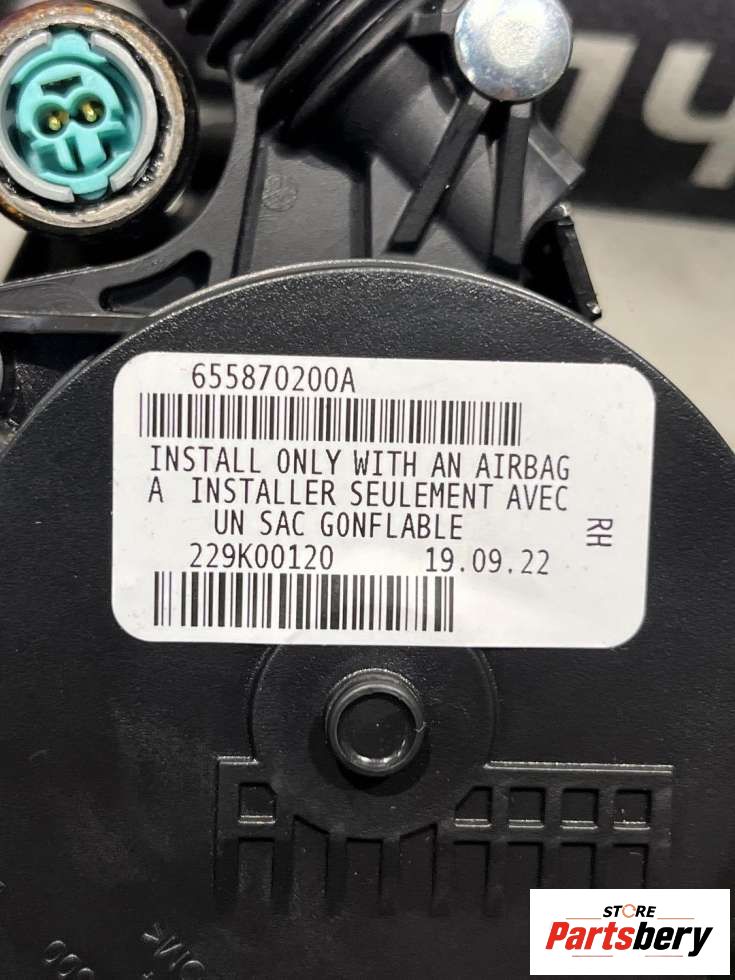 14
655870200A
INSTALL ONLY WITH AN AIRBAG
A INSTALLER SEULEMENT AVEC
UN SAC GONFLABLE
RH
229K00120 19.09.22
STORE
Partsbery